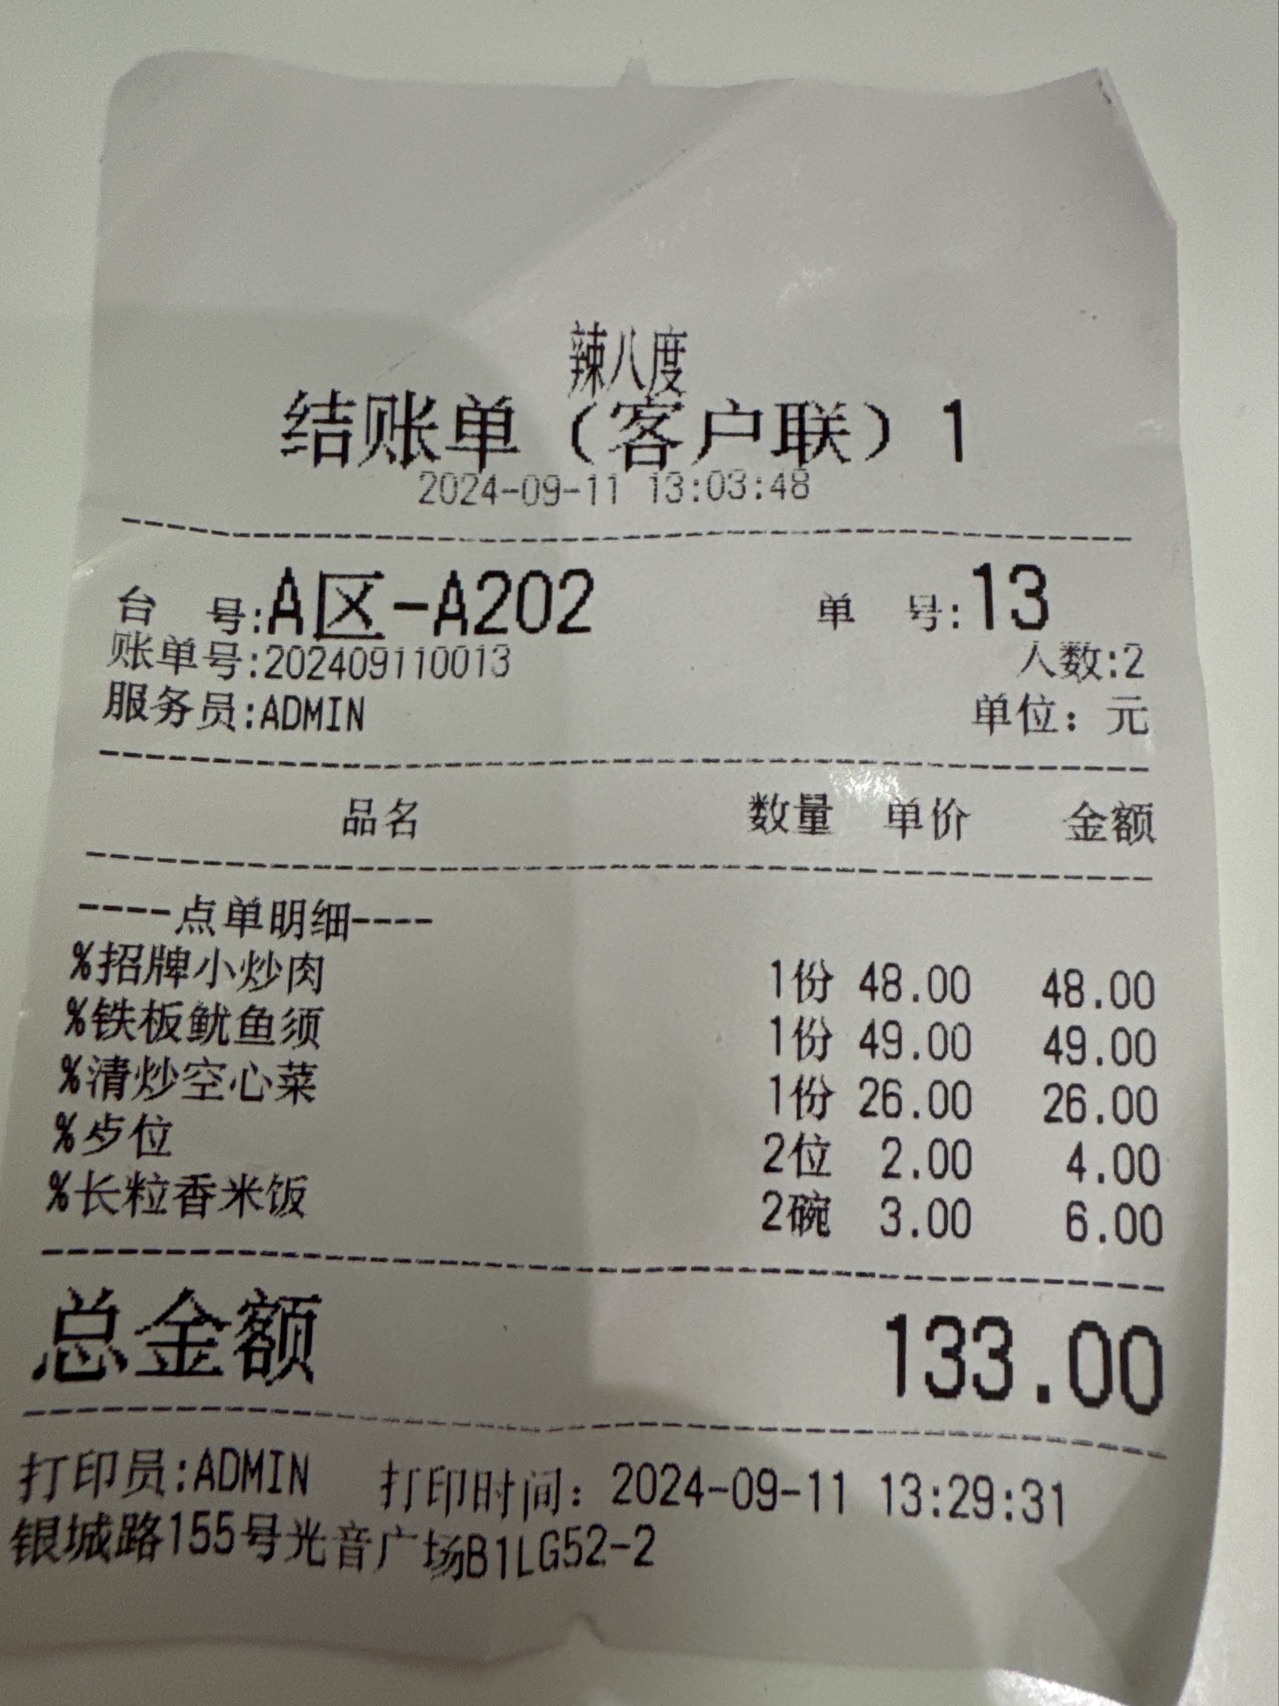 辣八度
结账单（客户联）1
2024-09-11 13:03:48
台 号:A区-A202 单 号:13
账单号:202409110013 人数:2
服务员:ADMIN 单位：元
品名 数量 单价 金额
----点单明细----
%招牌小炒肉 1份 48.00 48.00
%铁板鱿鱼须 1份 49.00 49.00
%清炒空心菜 1份 26.00 26.00
%歺位 2位 2.00 4.00
%长粒香米饭 2碗 3.00 6.00
总金额 133.00
打印员:ADMIN 打印时间：2024-09-11 13:29:31
银城路155号光音广场B1LG52-2